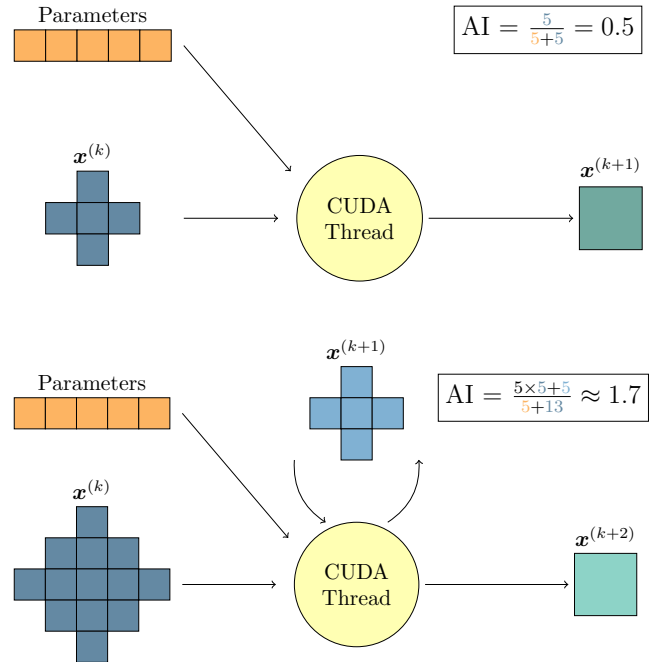 Parameters
AI = 5/(5+5) = 0.5
x^(k)
CUDA
Thread
x^(k+1)
x^(k+1)
Parameters
AI = (5×5+5)/(5+13) ≈ 1.7
x^(k)
CUDA
Thread
x^(k+2)